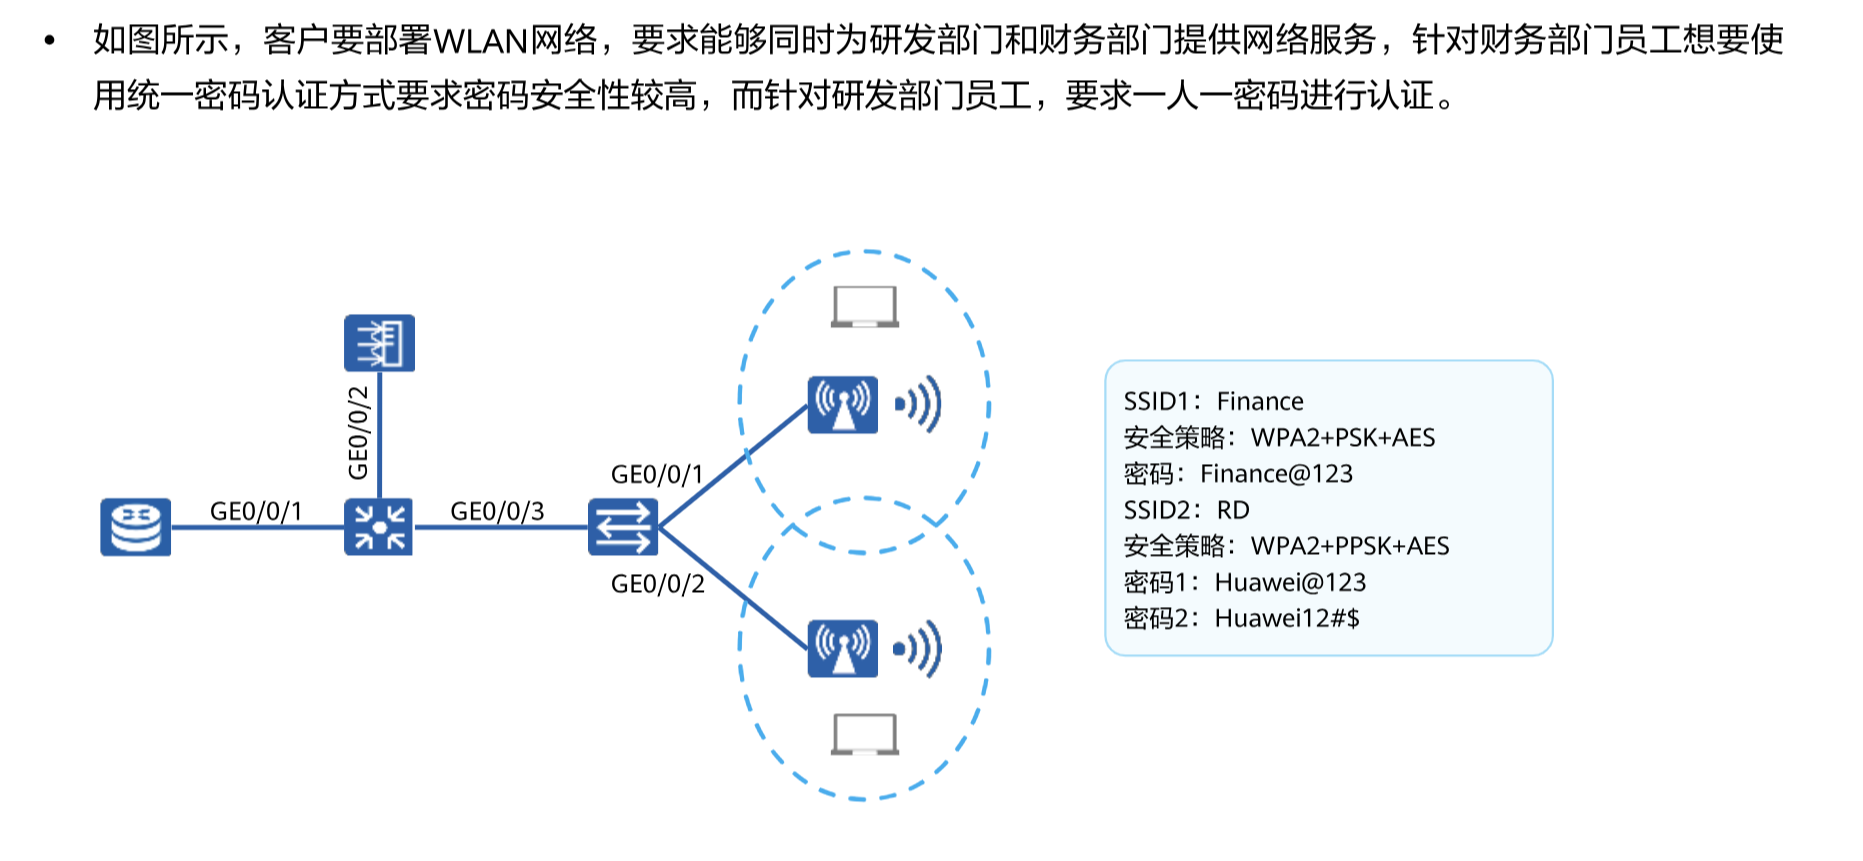 • 如图所示，客户要部署WLAN网络，要求能够同时为研发部门和财务部门提供网络服务，针对财务部门员工想要使
用统一密码认证方式要求密码安全性较高，而针对研发部门员工，要求一人一密码进行认证。
GE0/0/2
GE0/0/1
GE0/0/3
GE0/0/1
GE0/0/2
SSID1：Finance
安全策略：WPA2+PSK+AES
密码：Finance@123
SSID2：RD
安全策略：WPA2+PPSK+AES
密码1：Huawei@123
密码2：Huawei12#$